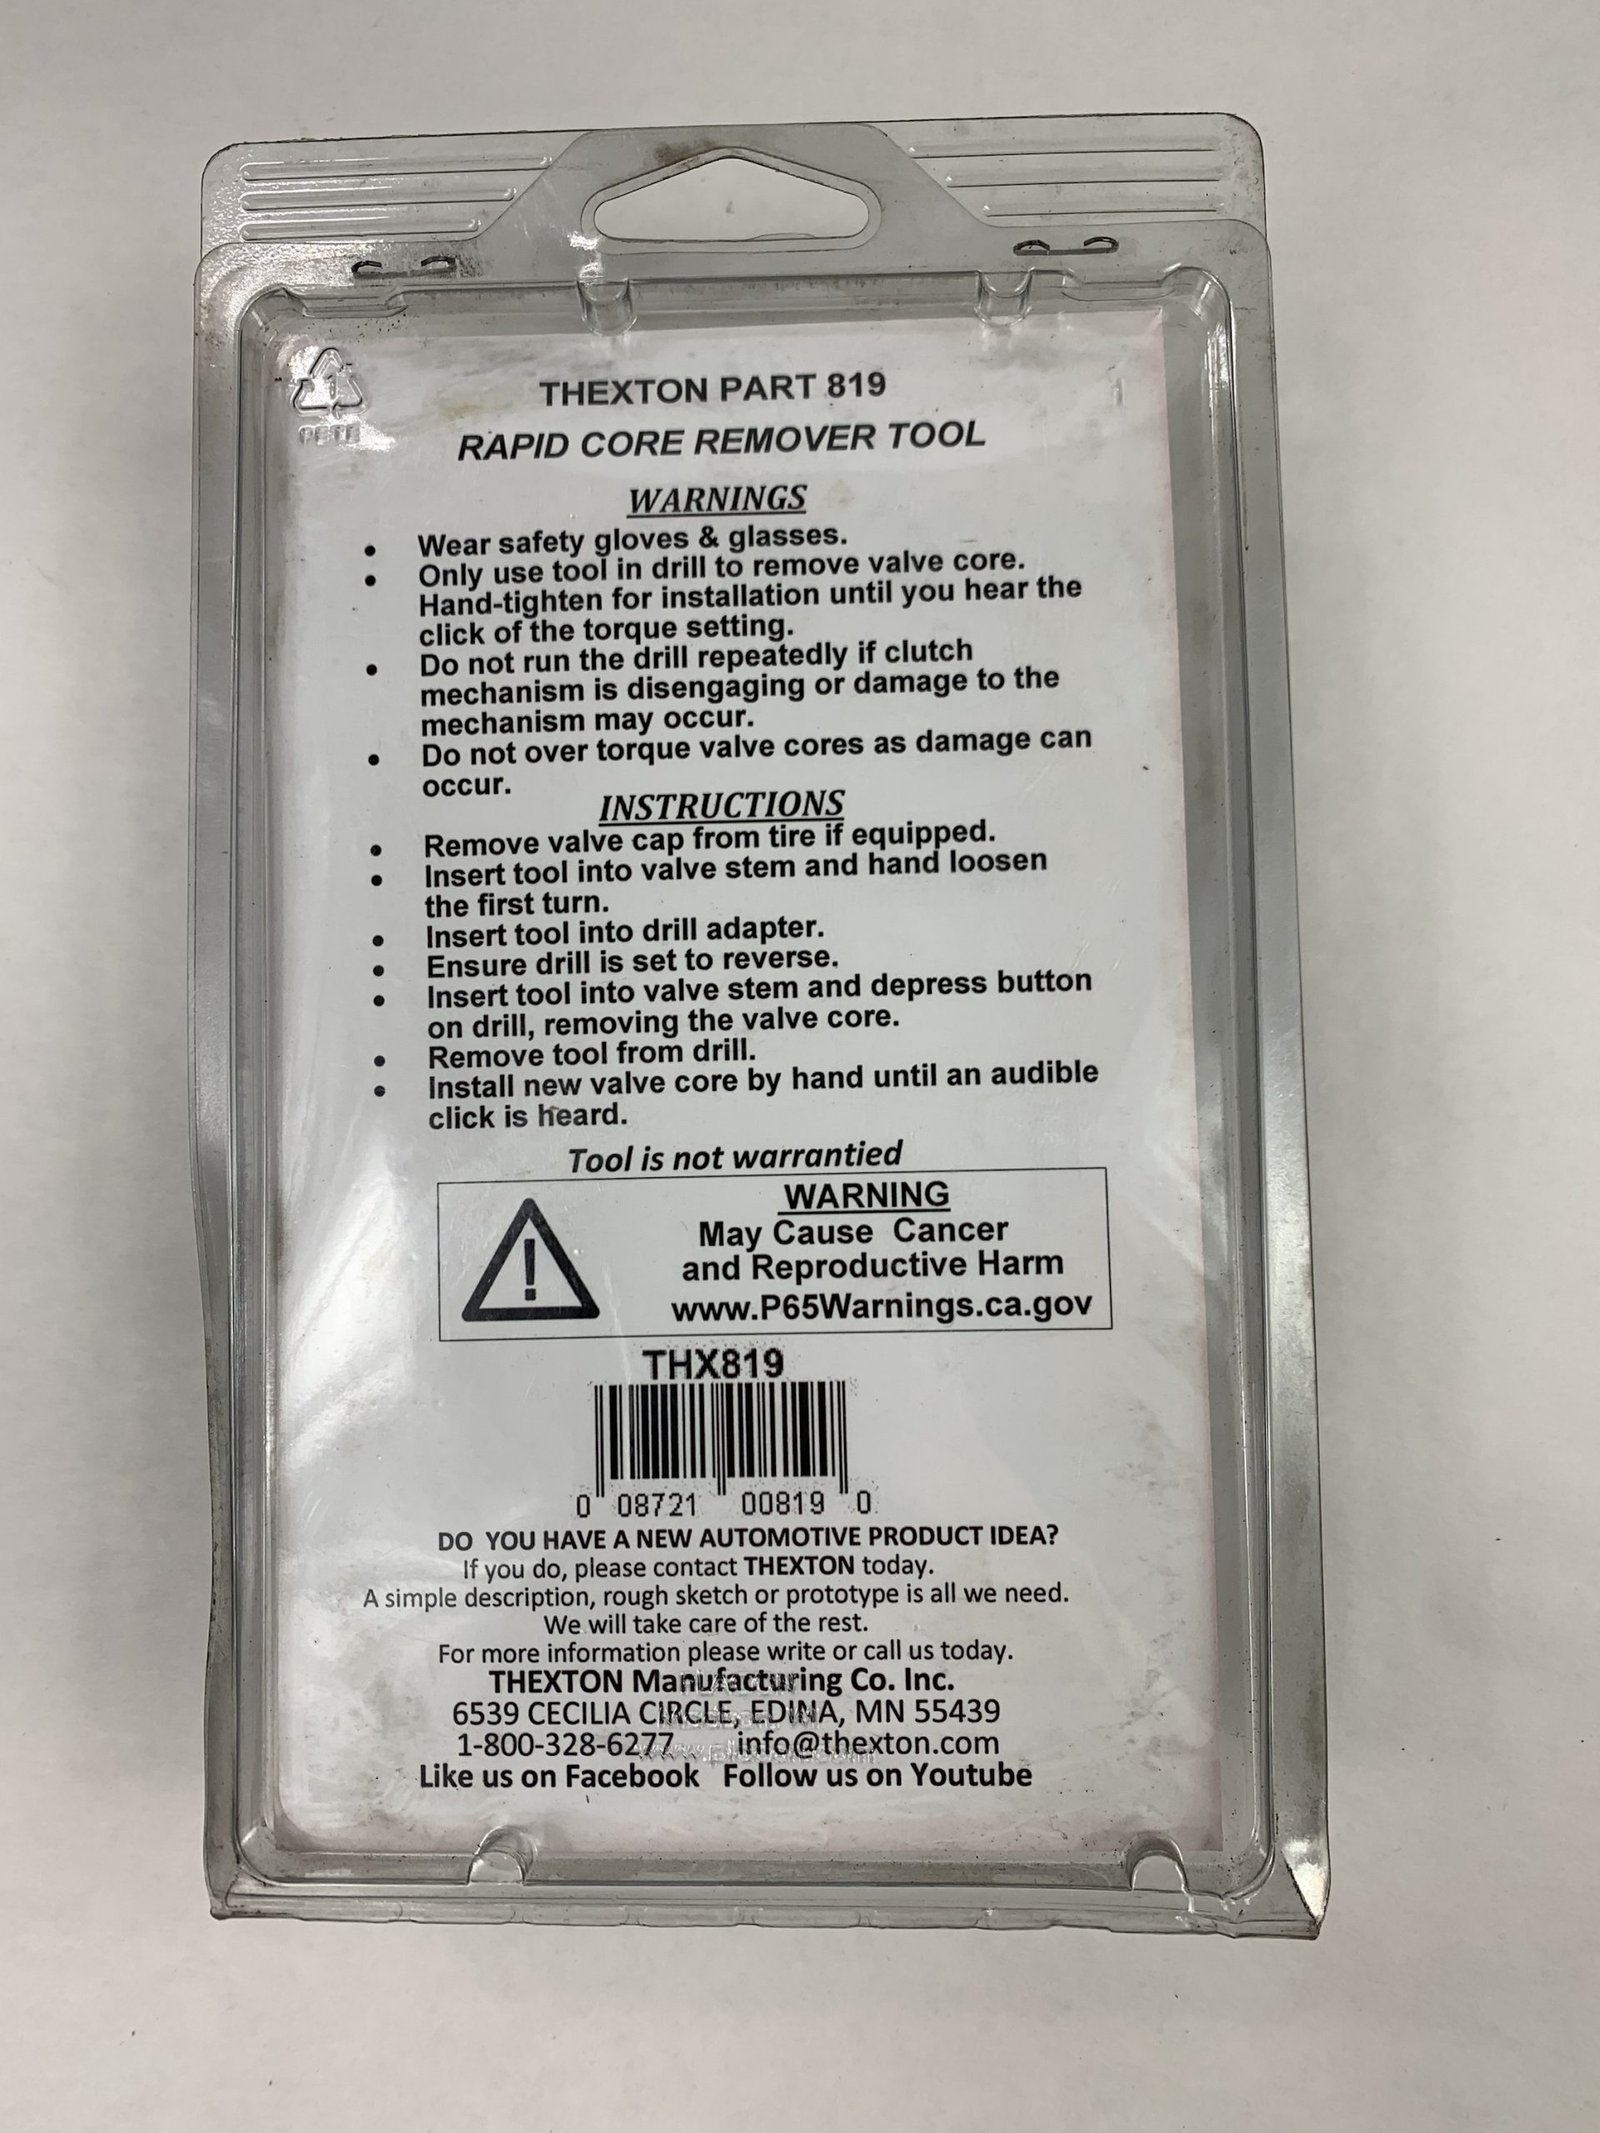 1
PETE
THEXTON PART 819
RAPID CORE REMOVER TOOL
WARNINGS
• Wear safety gloves & glasses.
• Only use tool in drill to remove valve core.
Hand-tighten for installation until you hear the
click of the torque setting.
• Do not run the drill repeatedly if clutch
mechanism is disengaging or damage to the
mechanism may occur.
• Do not over torque valve cores as damage can
occur.
INSTRUCTIONS
• Remove valve cap from tire if equipped.
• Insert tool into valve stem and hand loosen
the first turn.
• Insert tool into drill adapter.
• Ensure drill is set to reverse.
• Insert tool into valve stem and depress button
on drill, removing the valve core.
• Remove tool from drill.
• Install new valve core by hand until an audible
click is heard.
Tool is not warrantied
WARNING
May Cause Cancer
and Reproductive Harm
www.P65Warnings.ca.gov
THX819
0 08721 00819 0
DO YOU HAVE A NEW AUTOMOTIVE PRODUCT IDEA?
If you do, please contact THEXTON today.
A simple description, rough sketch or prototype is all we need.
We will take care of the rest.
For more information please write or call us today.
THEXTON Manufacturing Co. Inc.
6539 CECILIA CIRCLE, EDINA, MN 55439
1-800-328-6277 info@thexton.com
Like us on Facebook Follow us on Youtube